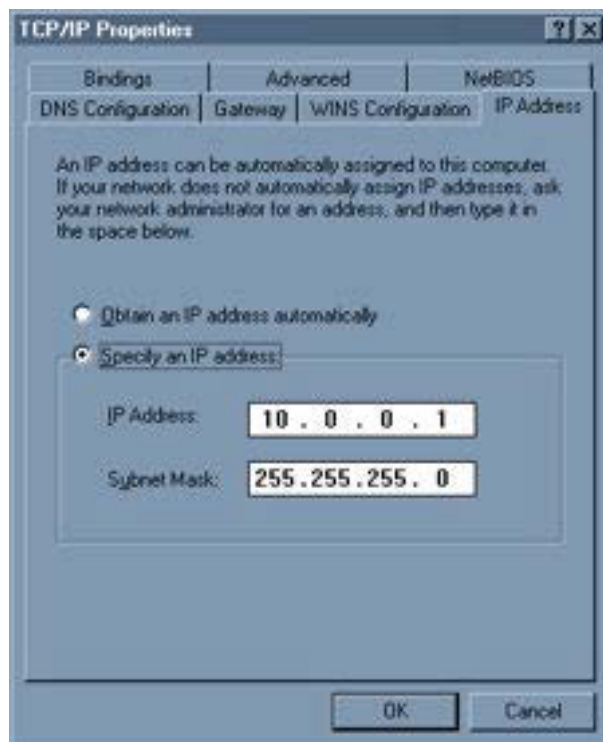 TCP/IP Properties
Bindings Advanced NetBIOS
DNS Configuration Gateway WINS Configuration IP Address
An IP address can be automatically assigned to this computer.
If your network does not automatically assign IP addresses, ask
your network administrator for an address, and then type it in
the space below.
Obtain an IP address automatically
Specify an IP address:
IP Address: 10 . 0 . 0 . 1
Subnet Mask: 255.255.255. 0
OK Cancel